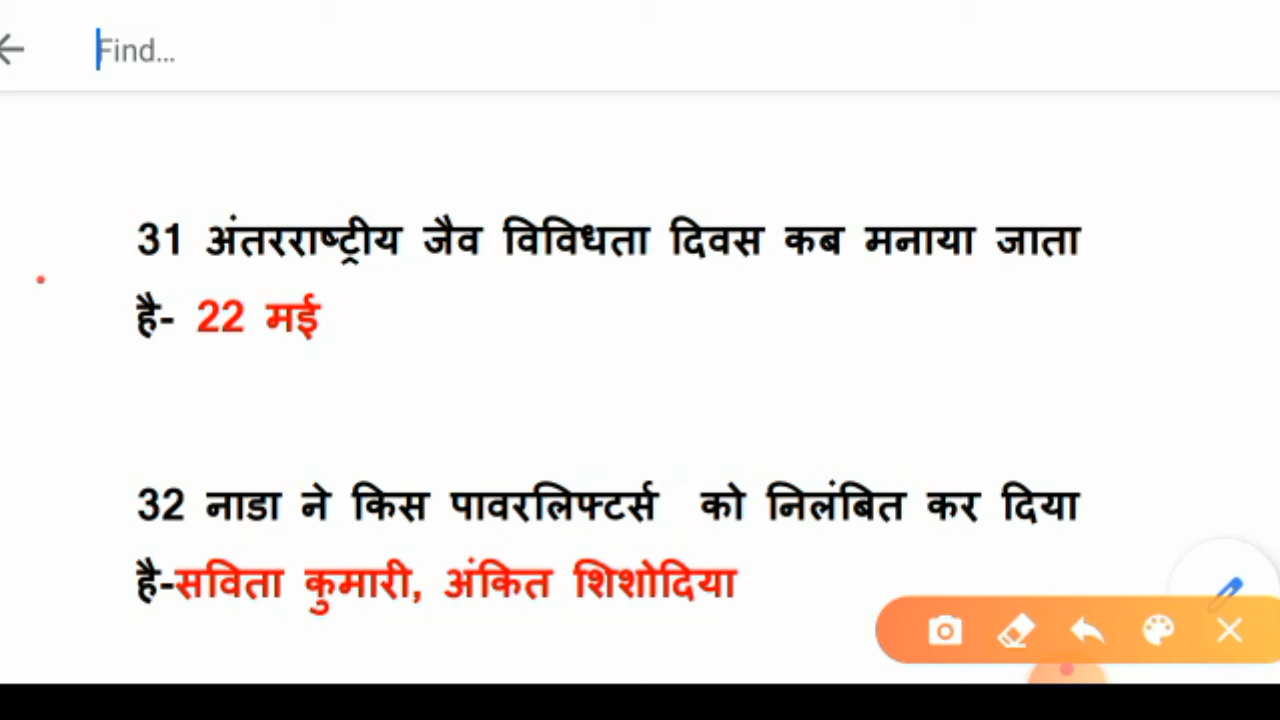 Find...
31 अंतरराष्ट्रीय जैव विविधता दिवस कब मनाया जाता
है- 22 मई
32 नाडा ने किस पावरलिफ्टर्स को निलंबित कर दिया
है-सविता कुमारी, अंकित शिशोदिया